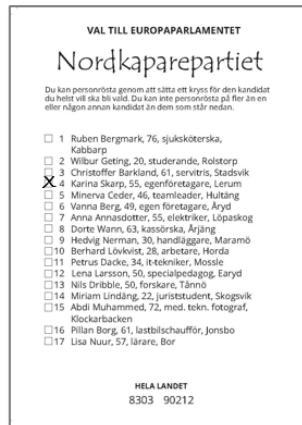 VAL TILL EUROPAPARLAMENTET
Nordkaparepartiet
Du kan personrösta genom att sätta ett kryss för den kandidat
du helst vill ska bli vald. Du kan inte personrösta på fler än en
eller någon annan kandidat än dem som står nedan.
1 Ruben Bergmark, 76, sjuksköterska,
Kabbarp
2 Wilbur Geting, 20, studerande, Rolstorp
3 Christoffer Barkland, 61, servitris, Stadsvik
X 4 Karina Skarp, 55, egenföretagare, Lerum
5 Minerva Ceder, 46, teamleader, Hultäng
6 Vanna Berg, 49, egen företagare, Åryd
7 Anna Annasdotter, 55, elektriker, Löpaskog
8 Dorte Wann, 63, kassörska, Årjäng
9 Hedvig Nerman, 30, handläggare, Maramö
10 Berhard Lövkvist, 28, arbetare, Horda
11 Petrus Dacke, 34, it-tekniker, Mossle
12 Lena Larsson, 50, specialpedagog, Earyd
13 Nils Dribble, 50, forskare, Tånnö
14 Miriam Lindäng, 22, juriststudent, Skogsvik
15 Abdi Muhammed, 72, med. tekn. fotograf,
Klockarbacken
16 Pillan Borg, 61, lastbilschaufför, Jonsbo
17 Lisa Nuur, 57, lärare, Bor
HELA LANDET
8303 90212